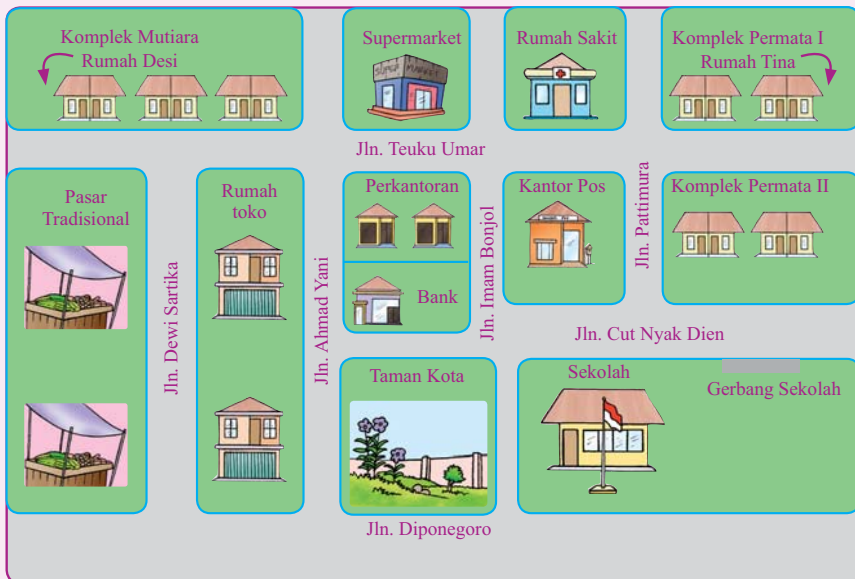 Komplek Mutiara
Rumah Desi
Supermarket
SUPER MARKET
Rumah Sakit
Komplek Permata I
Rumah Tina
Jln. Teuku Umar
Pasar
Tradisional
Jln. Dewi Sartika
Rumah
toko
Jln. Ahmad Yani
Perkantoran
Bank
Jln. Imam Bonjol
Kantor Pos
Jln. Pattimura
Komplek Permata II
Jln. Cut Nyak Dien
Taman Kota
Sekolah
Gerbang Sekolah
Jln. Diponegoro